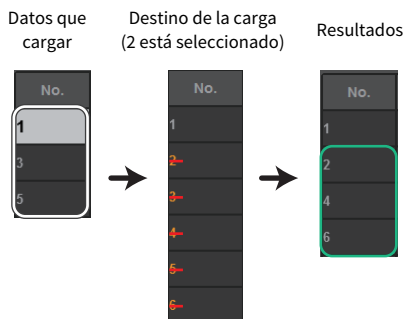 Datos que
cargar
Destino de la carga
(2 está seleccionado)
Resultados
No.
1
3
5
No.
1
2
3
4
5
6
No.
1
2
4
6